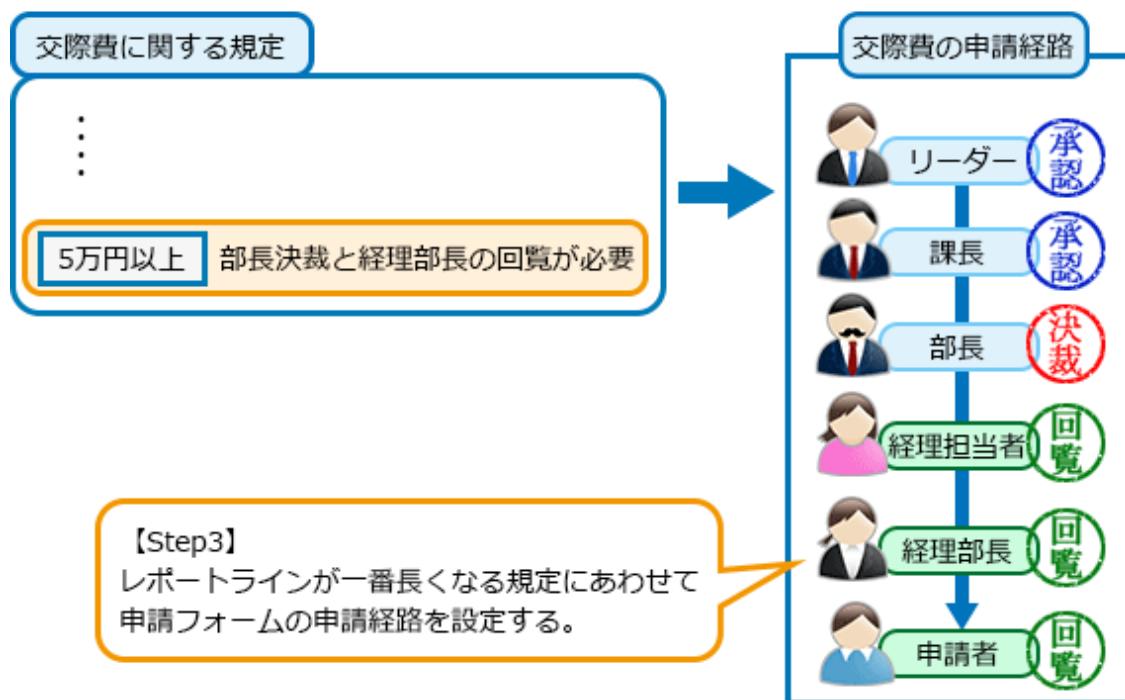 交際費に関する規定
5万円以上
部長決裁と経理部長の回覧が必要
【Step3】
レポートラインが一番長くなる規定にあわせて
申請フォームの申請経路を設定する。
交際費の申請経路
リーダー
承認
課長
承認
部長
決裁
経理担当者
回覧
経理部長
回覧
申請者
回覧